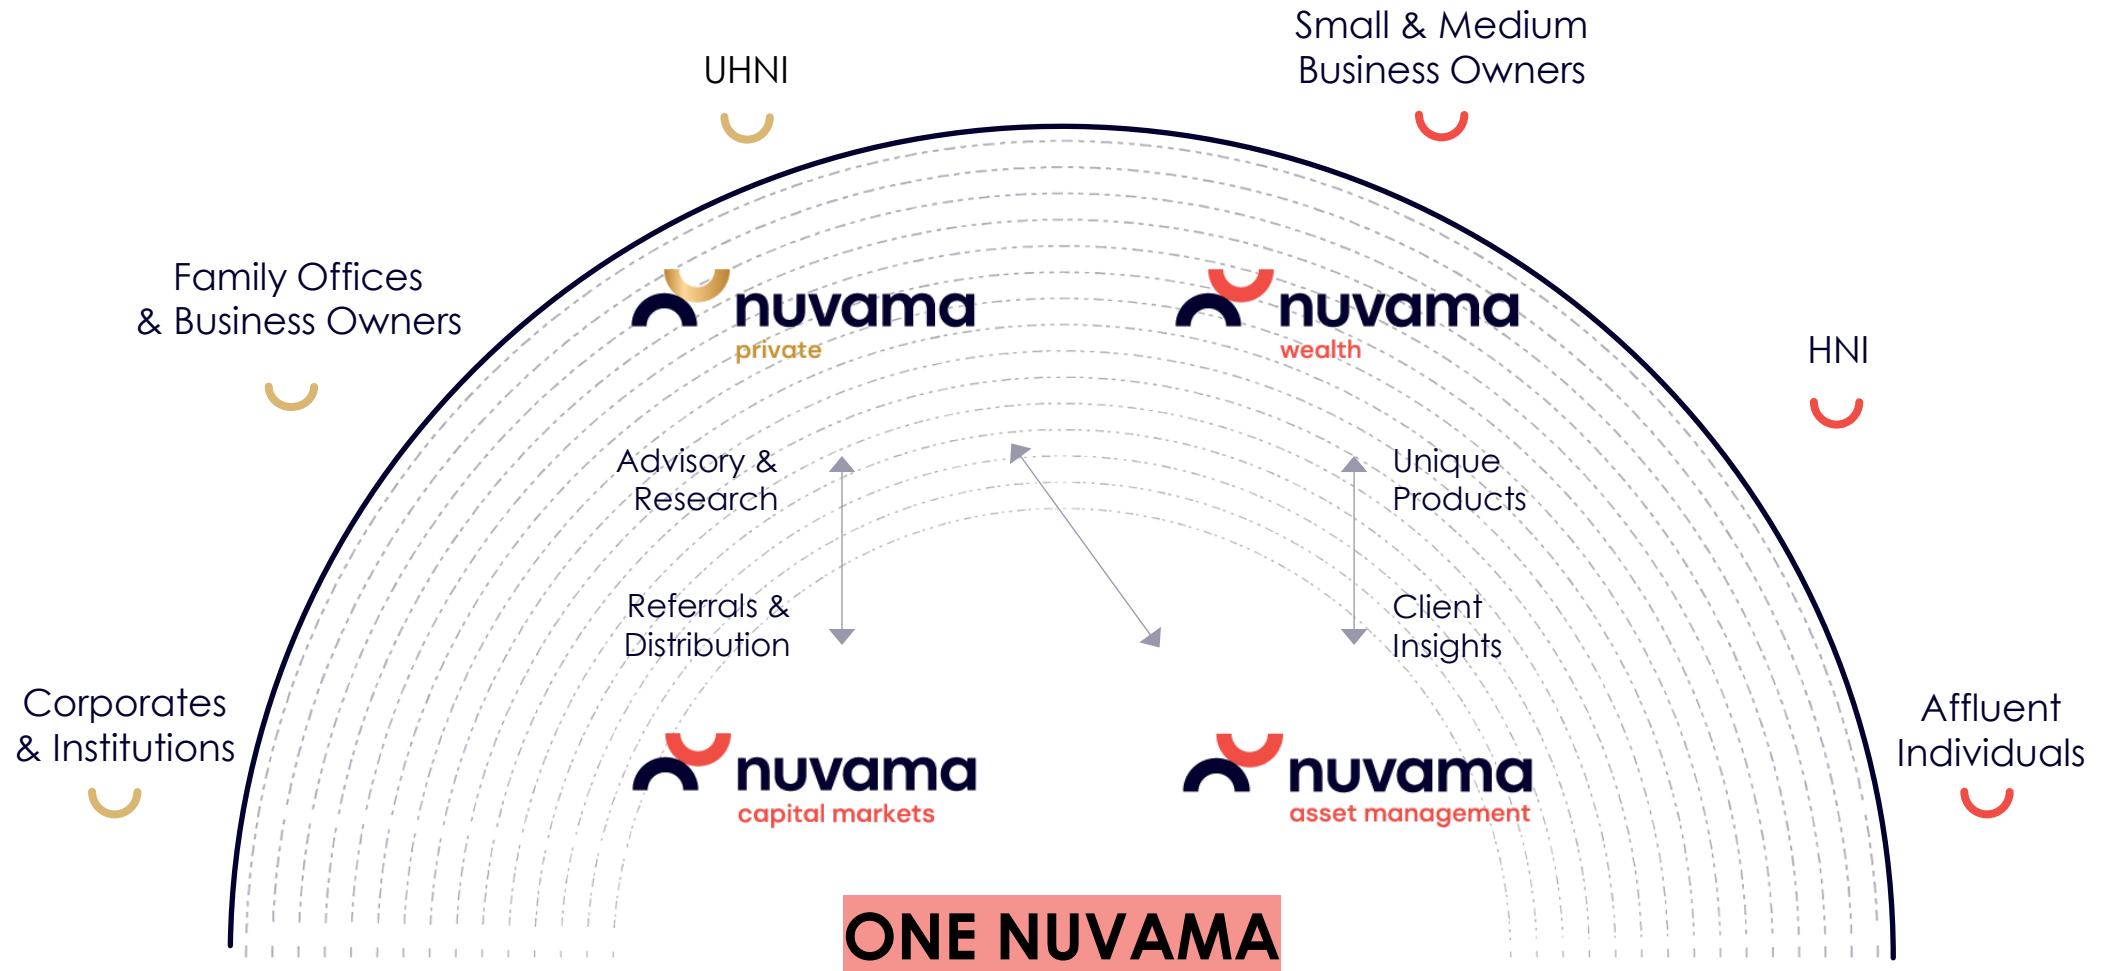 Small & Medium
Business Owners
UHNI
Family Offices
& Business Owners
nuvama
private
nuvama
wealth
HNI
Advisory &
Research
Unique
Products
Referrals &
Distribution
Client
Insights
Corporates
& Institutions
nuvama
capital markets
nuvama
asset management
Affluent
Individuals
ONE NUVAMA